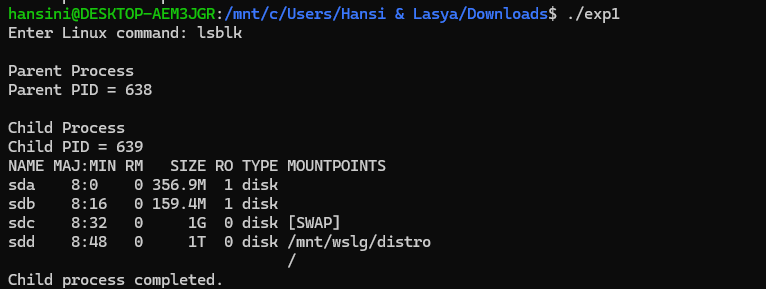 hansini@DESKTOP-AEM3JGR:/mnt/c/Users/Hansi & Lasya/Downloads$ ./exp1
Enter Linux command: lsblk

Parent Process
Parent PID = 638

Child Process
Child PID = 639
NAME MAJ:MIN RM   SIZE RO TYPE MOUNTPOINTS
sda    8:0    0 356.9M  1 disk
sdb    8:16   0 159.4M  1 disk
sdc    8:32   0     1G  0 disk [SWAP]
sdd    8:48   0     1T  0 disk /mnt/wslg/distro
                               /
Child process completed.